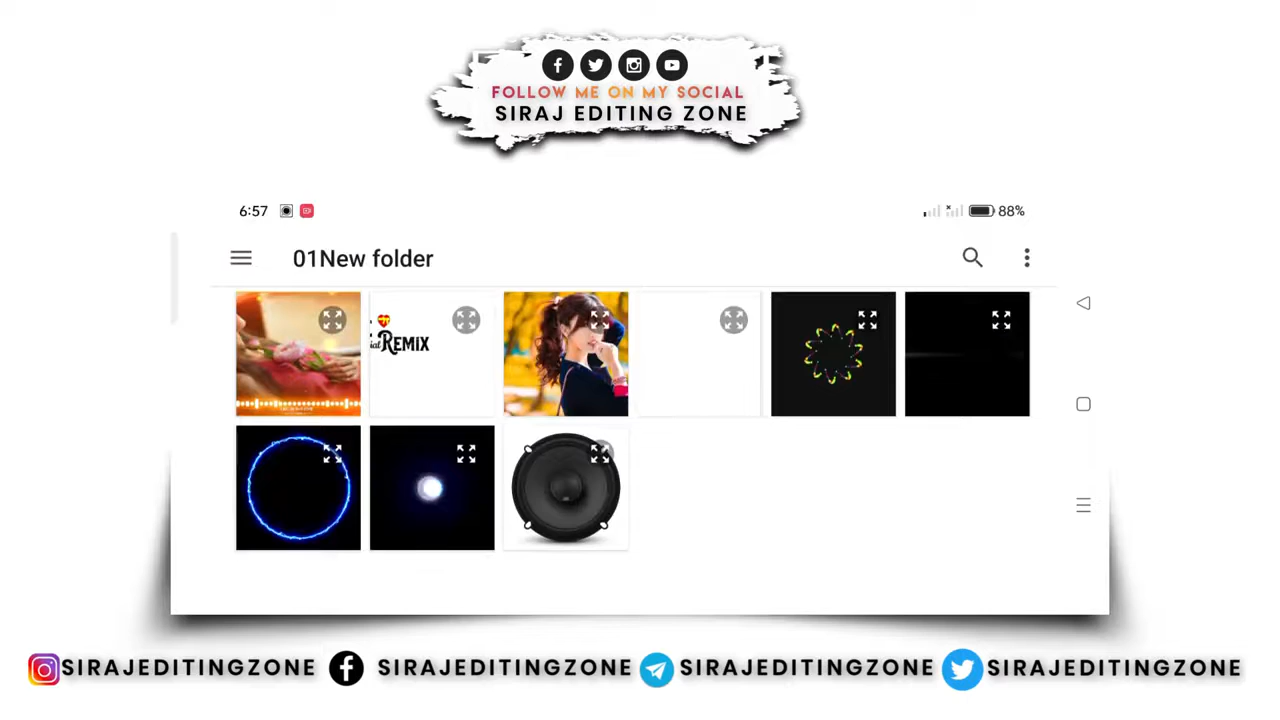 FOLLOW ME ON MY SOCIAL
SIRAJ EDITING ZONE
6:57
88%
01New folder
REMIX
SIRAJEDITINGZONE
SIRAJEDITINGZONE
SIRAJEDITINGZONE
SIRAJEDITINGZONE